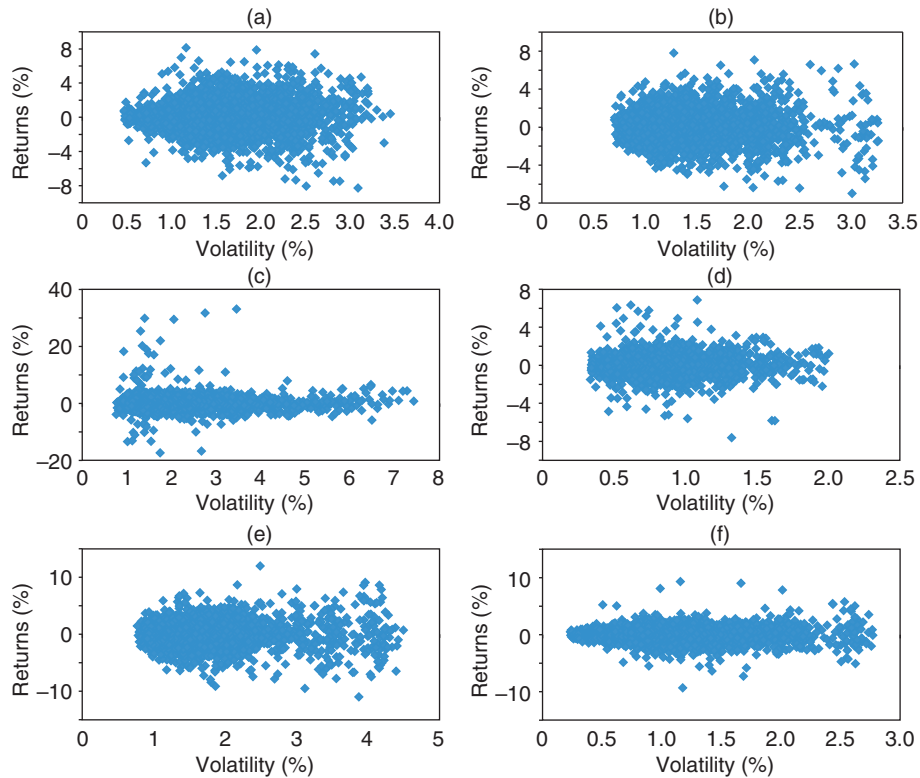 (a)
8
4
0
–4
–8
Returns (%)
0 0.5 1.0 1.5 2.0 2.5 3.0 3.5 4.0
Volatility (%)
(b)
8
4
0
–4
–8
Returns (%)
0 0.5 1.0 1.5 2.0 2.5 3.0 3.5
Volatility (%)
(c)
40
20
0
–20
Returns (%)
0 1 2 3 4 5 6 7 8
Volatility (%)
(d)
8
4
0
–4
–8
Returns (%)
0 0.5 1.0 1.5 2.0 2.5
Volatility (%)
(e)
10
0
–10
Returns (%)
0 1 2 3 4 5
Volatility (%)
(f)
10
0
–10
Returns (%)
0 0.5 1.0 1.5 2.0 2.5 3.0
Volatility (%)